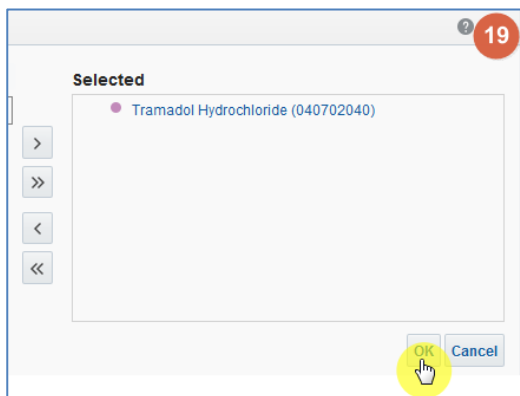 ?
19
Selected
Tramadol Hydrochloride (040702040)
>
>>
<
<<
OK Cancel